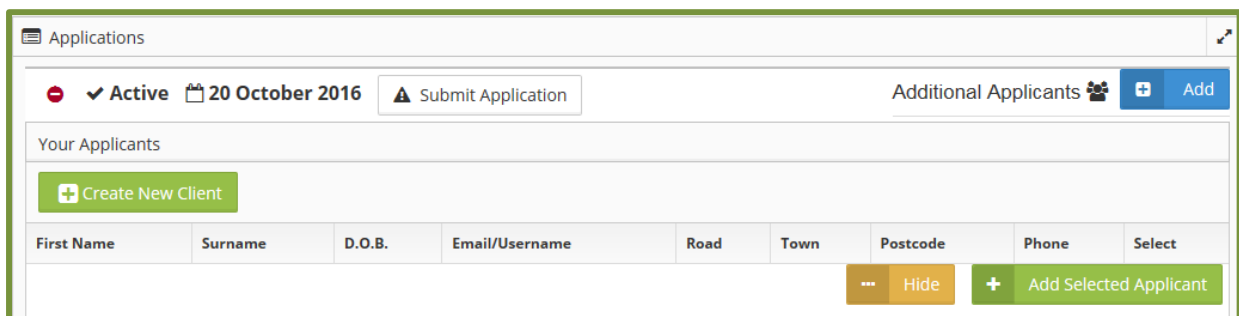 Applications
Active 20 October 2016 Submit Application Additional Applicants Add
Your Applicants
Create New Client
First Name Surname D.O.B. Email/Username Road Town Postcode Phone Select
Hide Add Selected Applicant